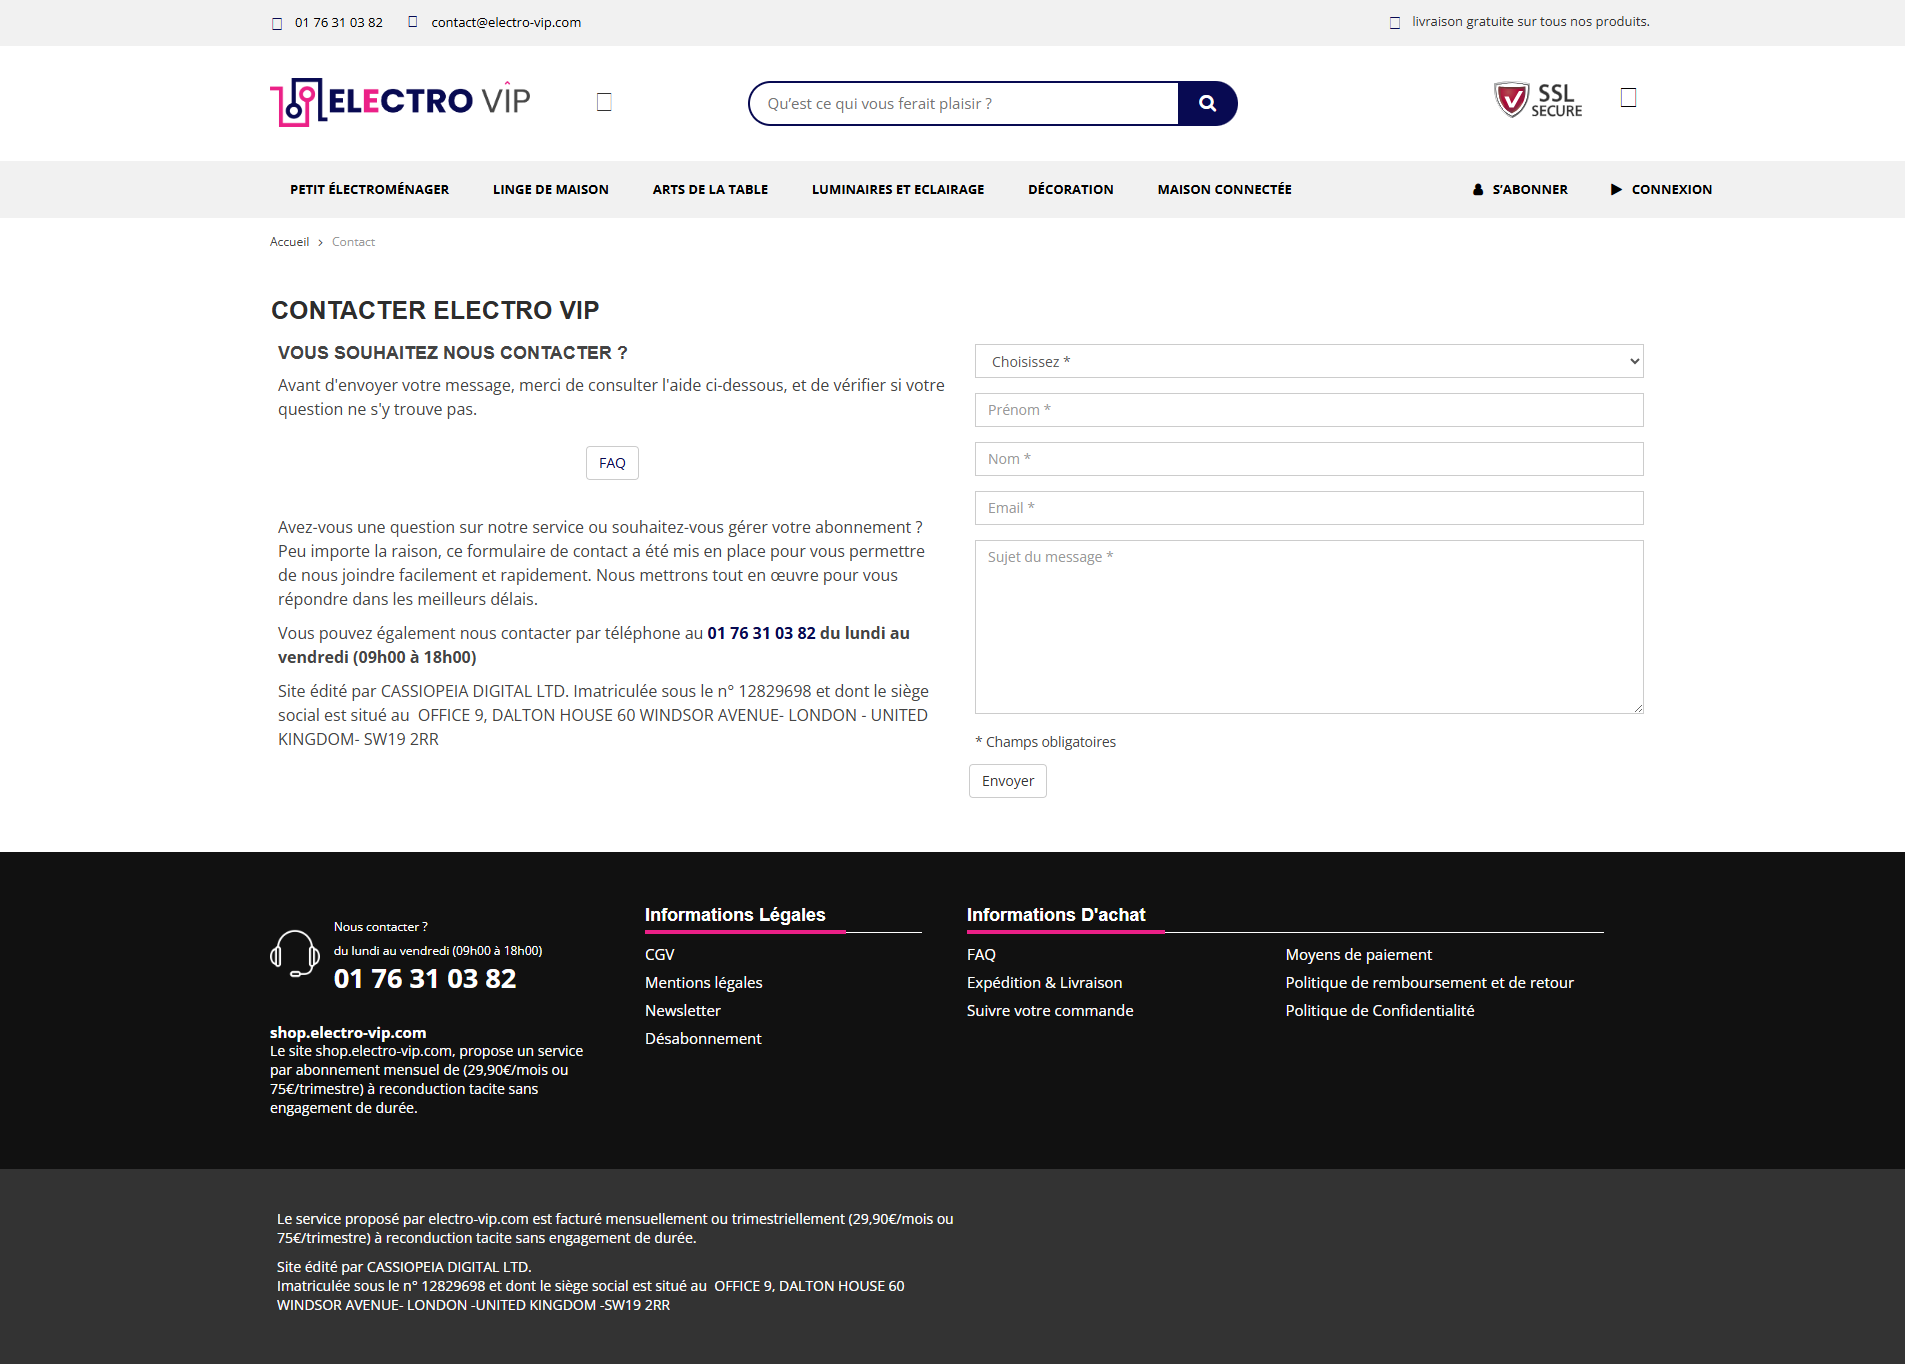 01 76 31 03 82
contact@electro-vip.com
livraison gratuite sur tous nos produits.
ELECTRO VIP
Qu’est ce qui vous ferait plaisir ?
SSL
SECURE
PETIT ÉLECTROMÉNAGER
LINGE DE MAISON
ARTS DE LA TABLE
LUMINAIRES ET ECLAIRAGE
DÉCORATION
MAISON CONNECTÉE
S’ABONNER
CONNEXION
Accueil > Contact
CONTACTER ELECTRO VIP
VOUS SOUHAITEZ NOUS CONTACTER ?
Avant d'envoyer votre message, merci de consulter l'aide ci-dessous, et de vérifier si votre
question ne s'y trouve pas.
FAQ
Avez-vous une question sur notre service ou souhaitez-vous gérer votre abonnement ?
Peu importe la raison, ce formulaire de contact a été mis en place pour vous permettre
de nous joindre facilement et rapidement. Nous mettrons tout en œuvre pour vous
répondre dans les meilleurs délais.
Vous pouvez également nous contacter par téléphone au 01 76 31 03 82 du lundi au
vendredi (09h00 à 18h00)
Site édité par CASSIOPEIA DIGITAL LTD. Imatriculée sous le n° 12829698 et dont le siège
social est situé au  OFFICE 9, DALTON HOUSE 60 WINDSOR AVENUE- LONDON - UNITED
KINGDOM- SW19 2RR
Choisissez *
Prénom *
Nom *
Email *
Sujet du message *
* Champs obligatoires
Envoyer
Nous contacter ?
du lundi au vendredi (09h00 à 18h00)
01 76 31 03 82
shop.electro-vip.com
Le site shop.electro-vip.com, propose un service
par abonnement mensuel de (29,90€/mois ou
75€/trimestre) à reconduction tacite sans
engagement de durée.
Informations Légales
CGV
Mentions légales
Newsletter
Désabonnement
Informations D'achat
FAQ
Expédition & Livraison
Suivre votre commande
Moyens de paiement
Politique de remboursement et de retour
Politique de Confidentialité
Le service proposé par electro-vip.com est facturé mensuellement ou trimestriellement (29,90€/mois ou
75€/trimestre) à reconduction tacite sans engagement de durée.
Site édité par CASSIOPEIA DIGITAL LTD.
Imatriculée sous le n° 12829698 et dont le siège social est situé au  OFFICE 9, DALTON HOUSE 60
WINDSOR AVENUE- LONDON -UNITED KINGDOM -SW19 2RR